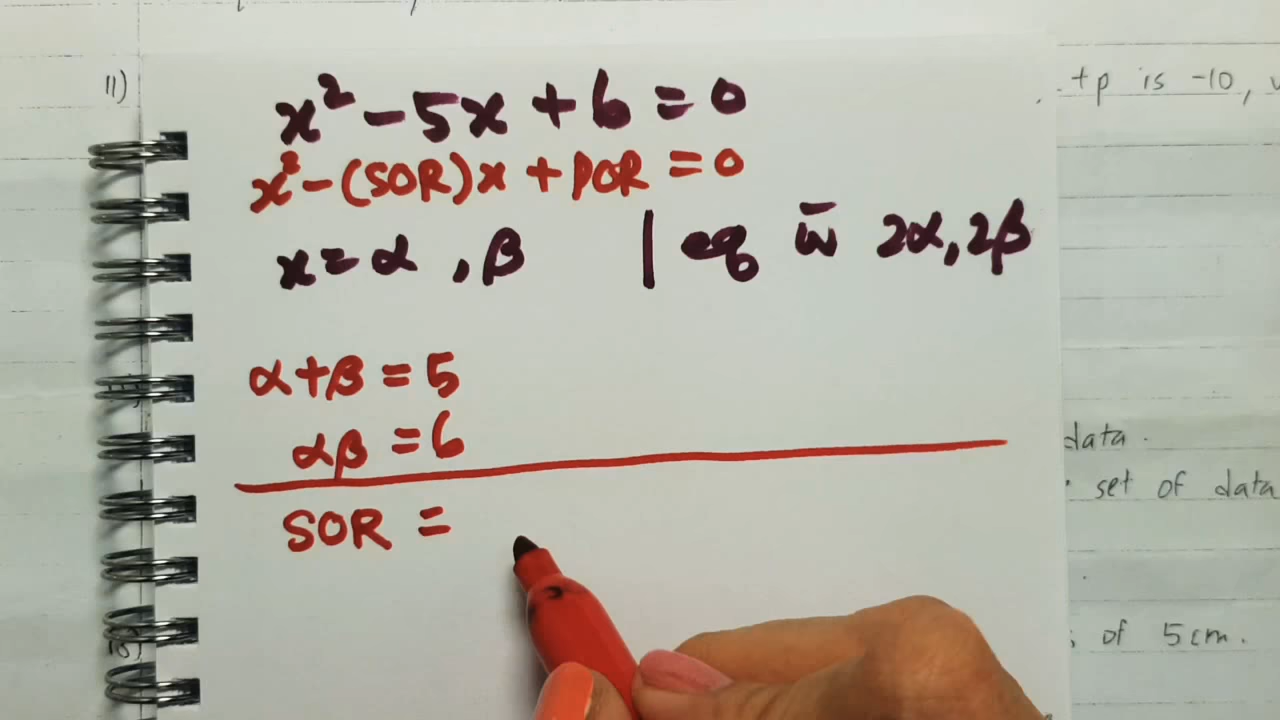 11)
+p is -10,
x² - 5x + 6 = 0
x² - (SOR)x + POR = 0
x = α , β | eq w̄ 2α, 2β
α + β = 5
αβ = 6
data.
set of data
SOR =
of 5cm.